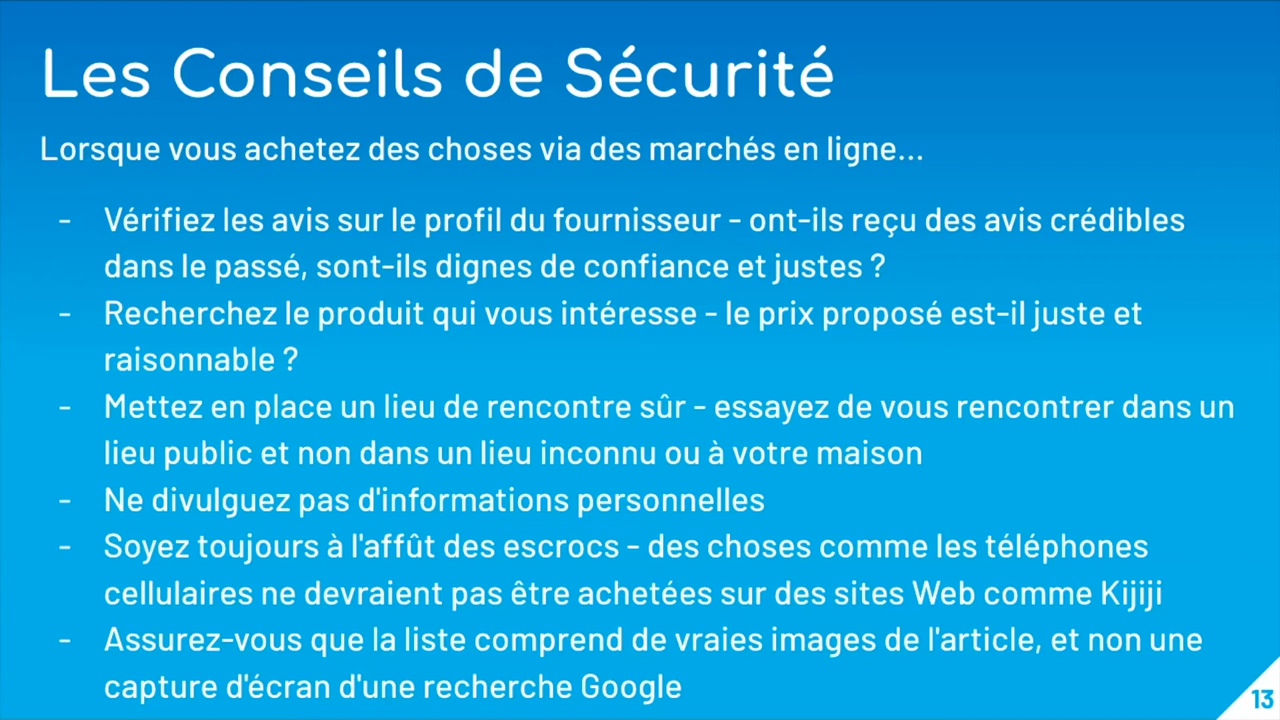 Les Conseils de Sécurité
Lorsque vous achetez des choses via des marchés en ligne...
- Vérifiez les avis sur le profil du fournisseur - ont-ils reçu des avis crédibles
dans le passé, sont-ils dignes de confiance et justes ?
- Recherchez le produit qui vous intéresse - le prix proposé est-il juste et
raisonnable ?
- Mettez en place un lieu de rencontre sûr - essayez de vous rencontrer dans un
lieu public et non dans un lieu inconnu ou à votre maison
- Ne divulguez pas d'informations personnelles
- Soyez toujours à l'affût des escrocs - des choses comme les téléphones
cellulaires ne devraient pas être achetées sur des sites Web comme Kijiji
- Assurez-vous que la liste comprend de vraies images de l'article, et non une
capture d'écran d'une recherche Google
13